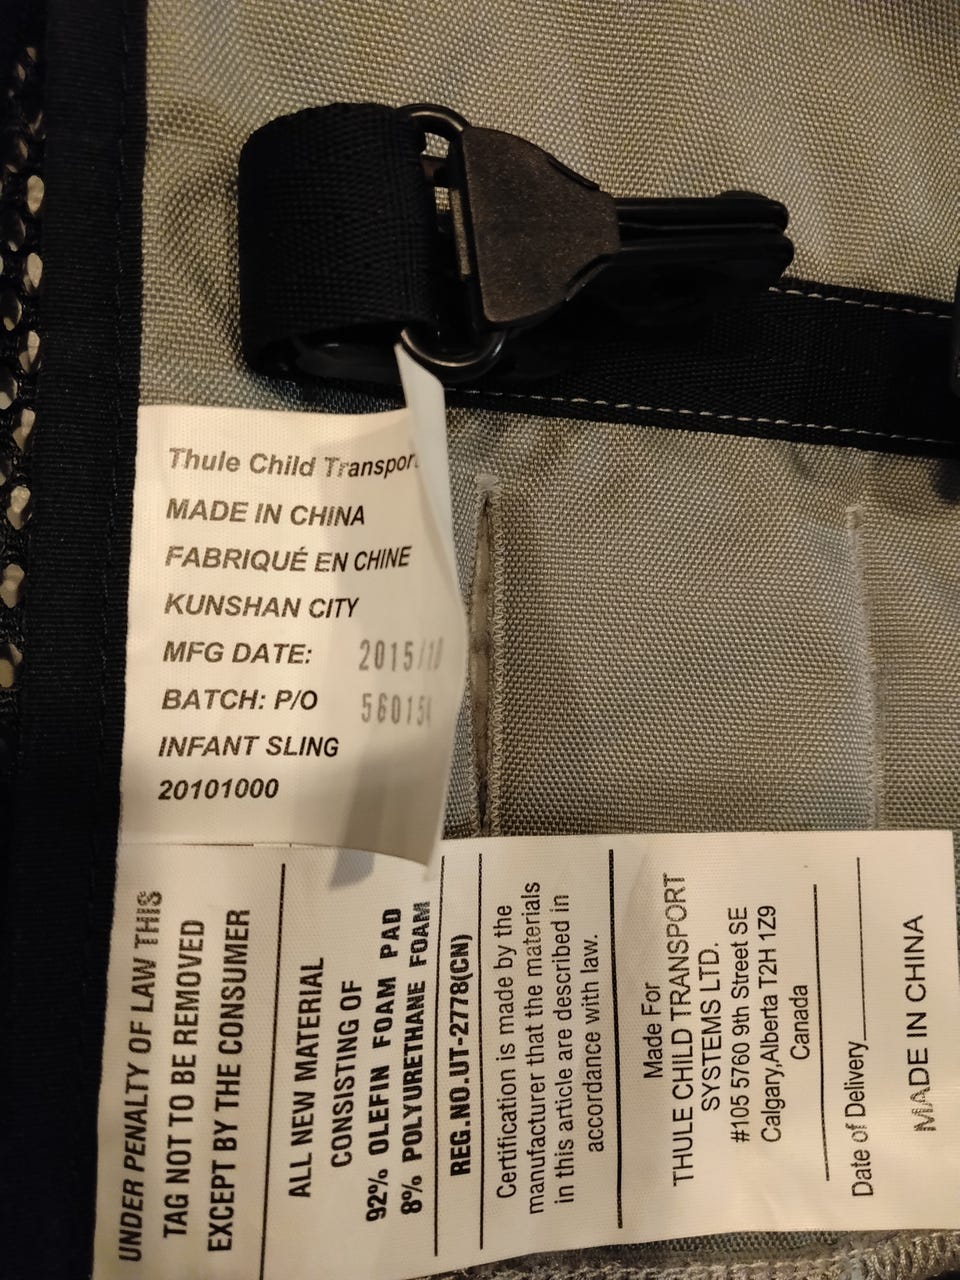 Thule Child Transport
MADE IN CHINA
FABRIQUÉ EN CHINE
KUNSHAN CITY
MFG DATE: 2015/10
BATCH: P/O
INFANT SLING
20101000
UNDER PENALTY OF LAW THIS
TAG NOT TO BE REMOVED
EXCEPT BY THE CONSUMER
ALL NEW MATERIAL
CONSISTING OF
92% OLEFIN FOAM PAD
8% POLYURETHANE FOAM
REG.NO.UT-2778(CN)
Certification is made by the
manufacturer that the materials
in this article are described in
accordance with law.
Made For
THULE CHILD TRANSPORT
SYSTEMS LTD.
#105 5760 9th Street SE
Calgary,Alberta T2H 1Z9
Canada
Date of Delivery
MADE IN CHINA